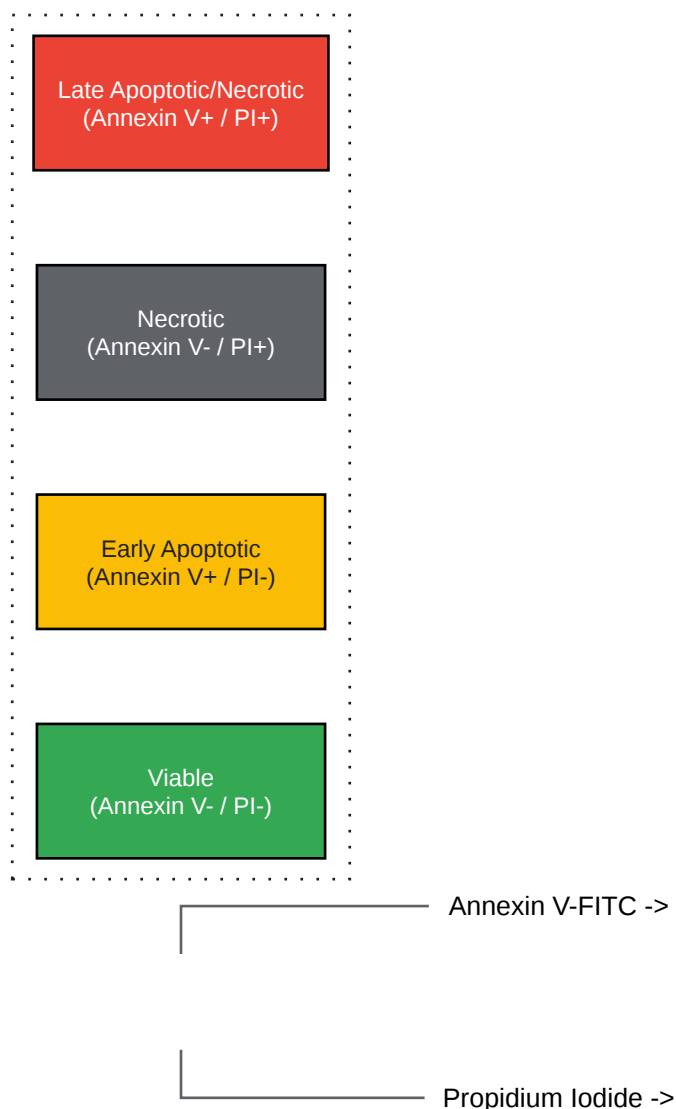 Late Apoptotic/Necrotic
(Annexin V+ / PI+)
Necrotic
(Annexin V- / PI+)
Early Apoptotic
(Annexin V+ / PI-)
Viable
(Annexin V- / PI-)
Annexin V-FITC ->
Propidium Iodide ->